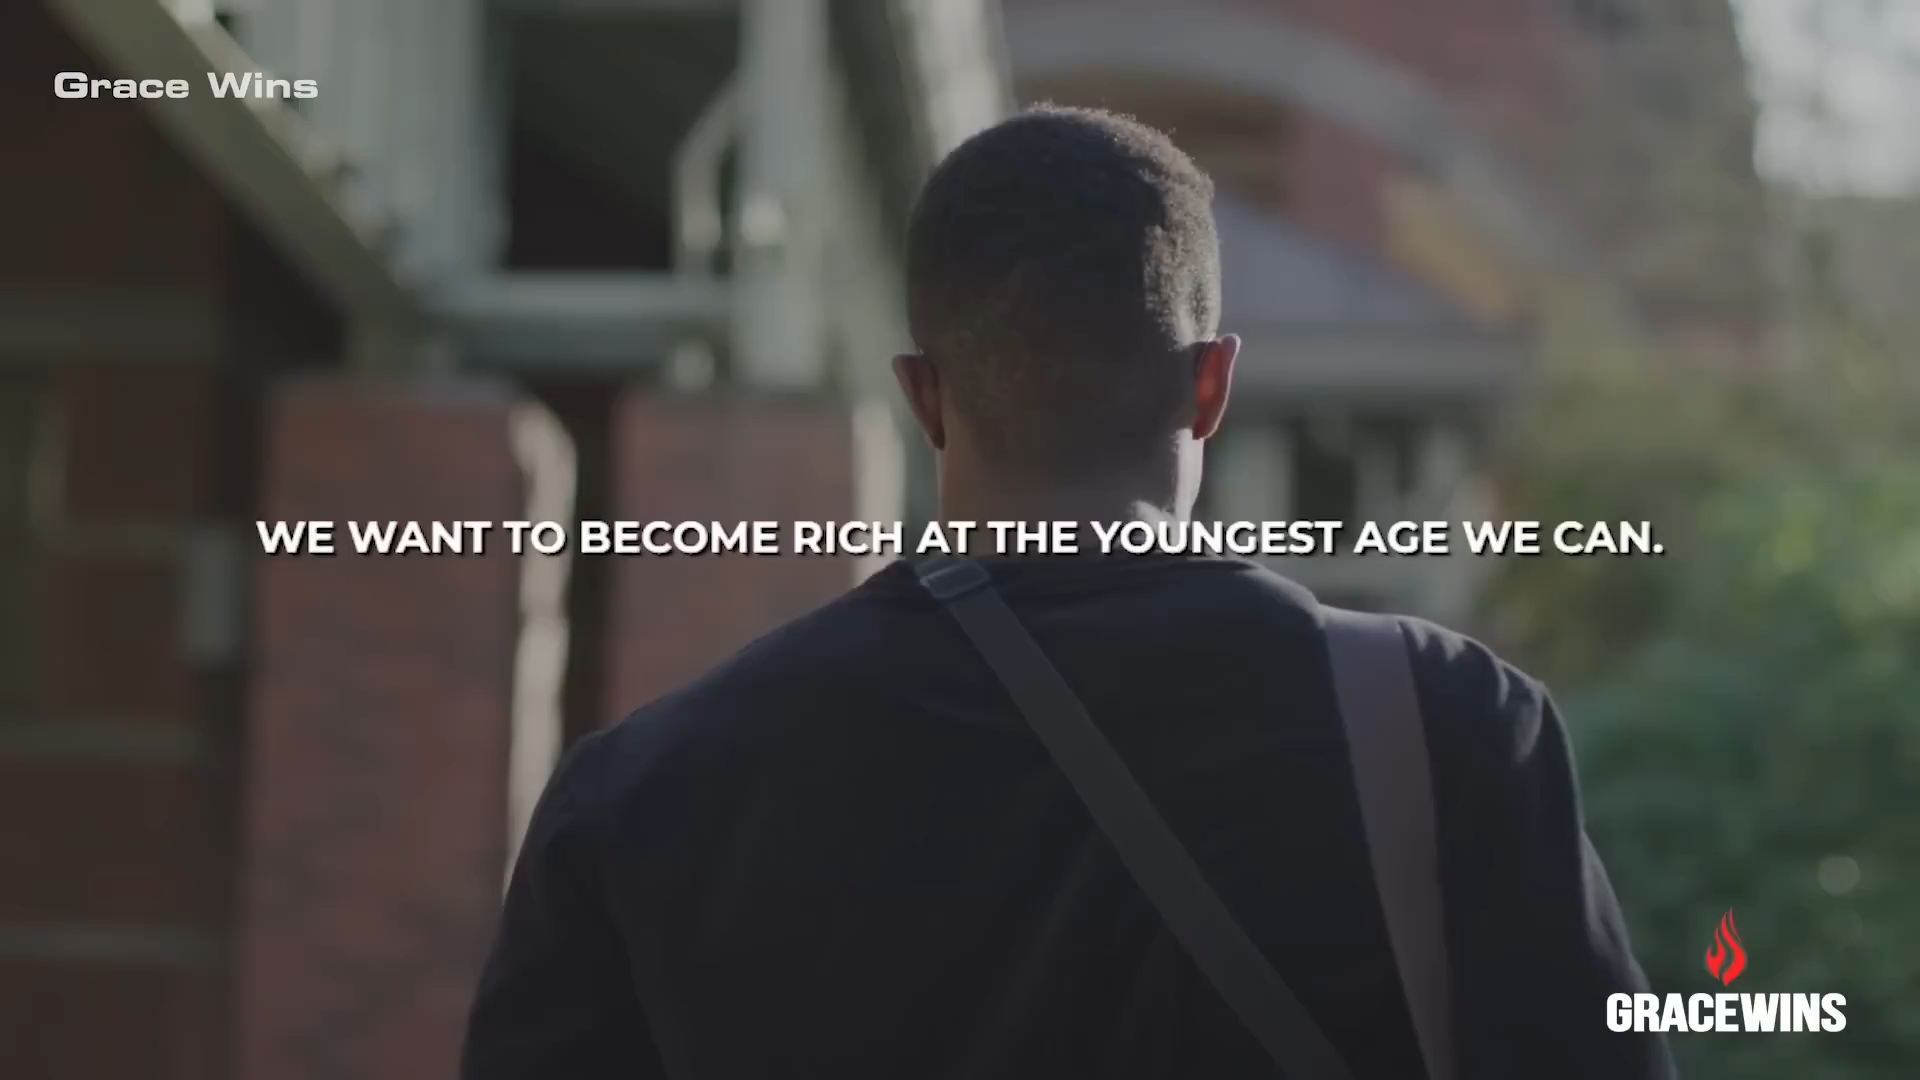 Grace Wins
WE WANT TO BECOME RICH AT THE YOUNGEST AGE WE CAN.
GRACEWINS